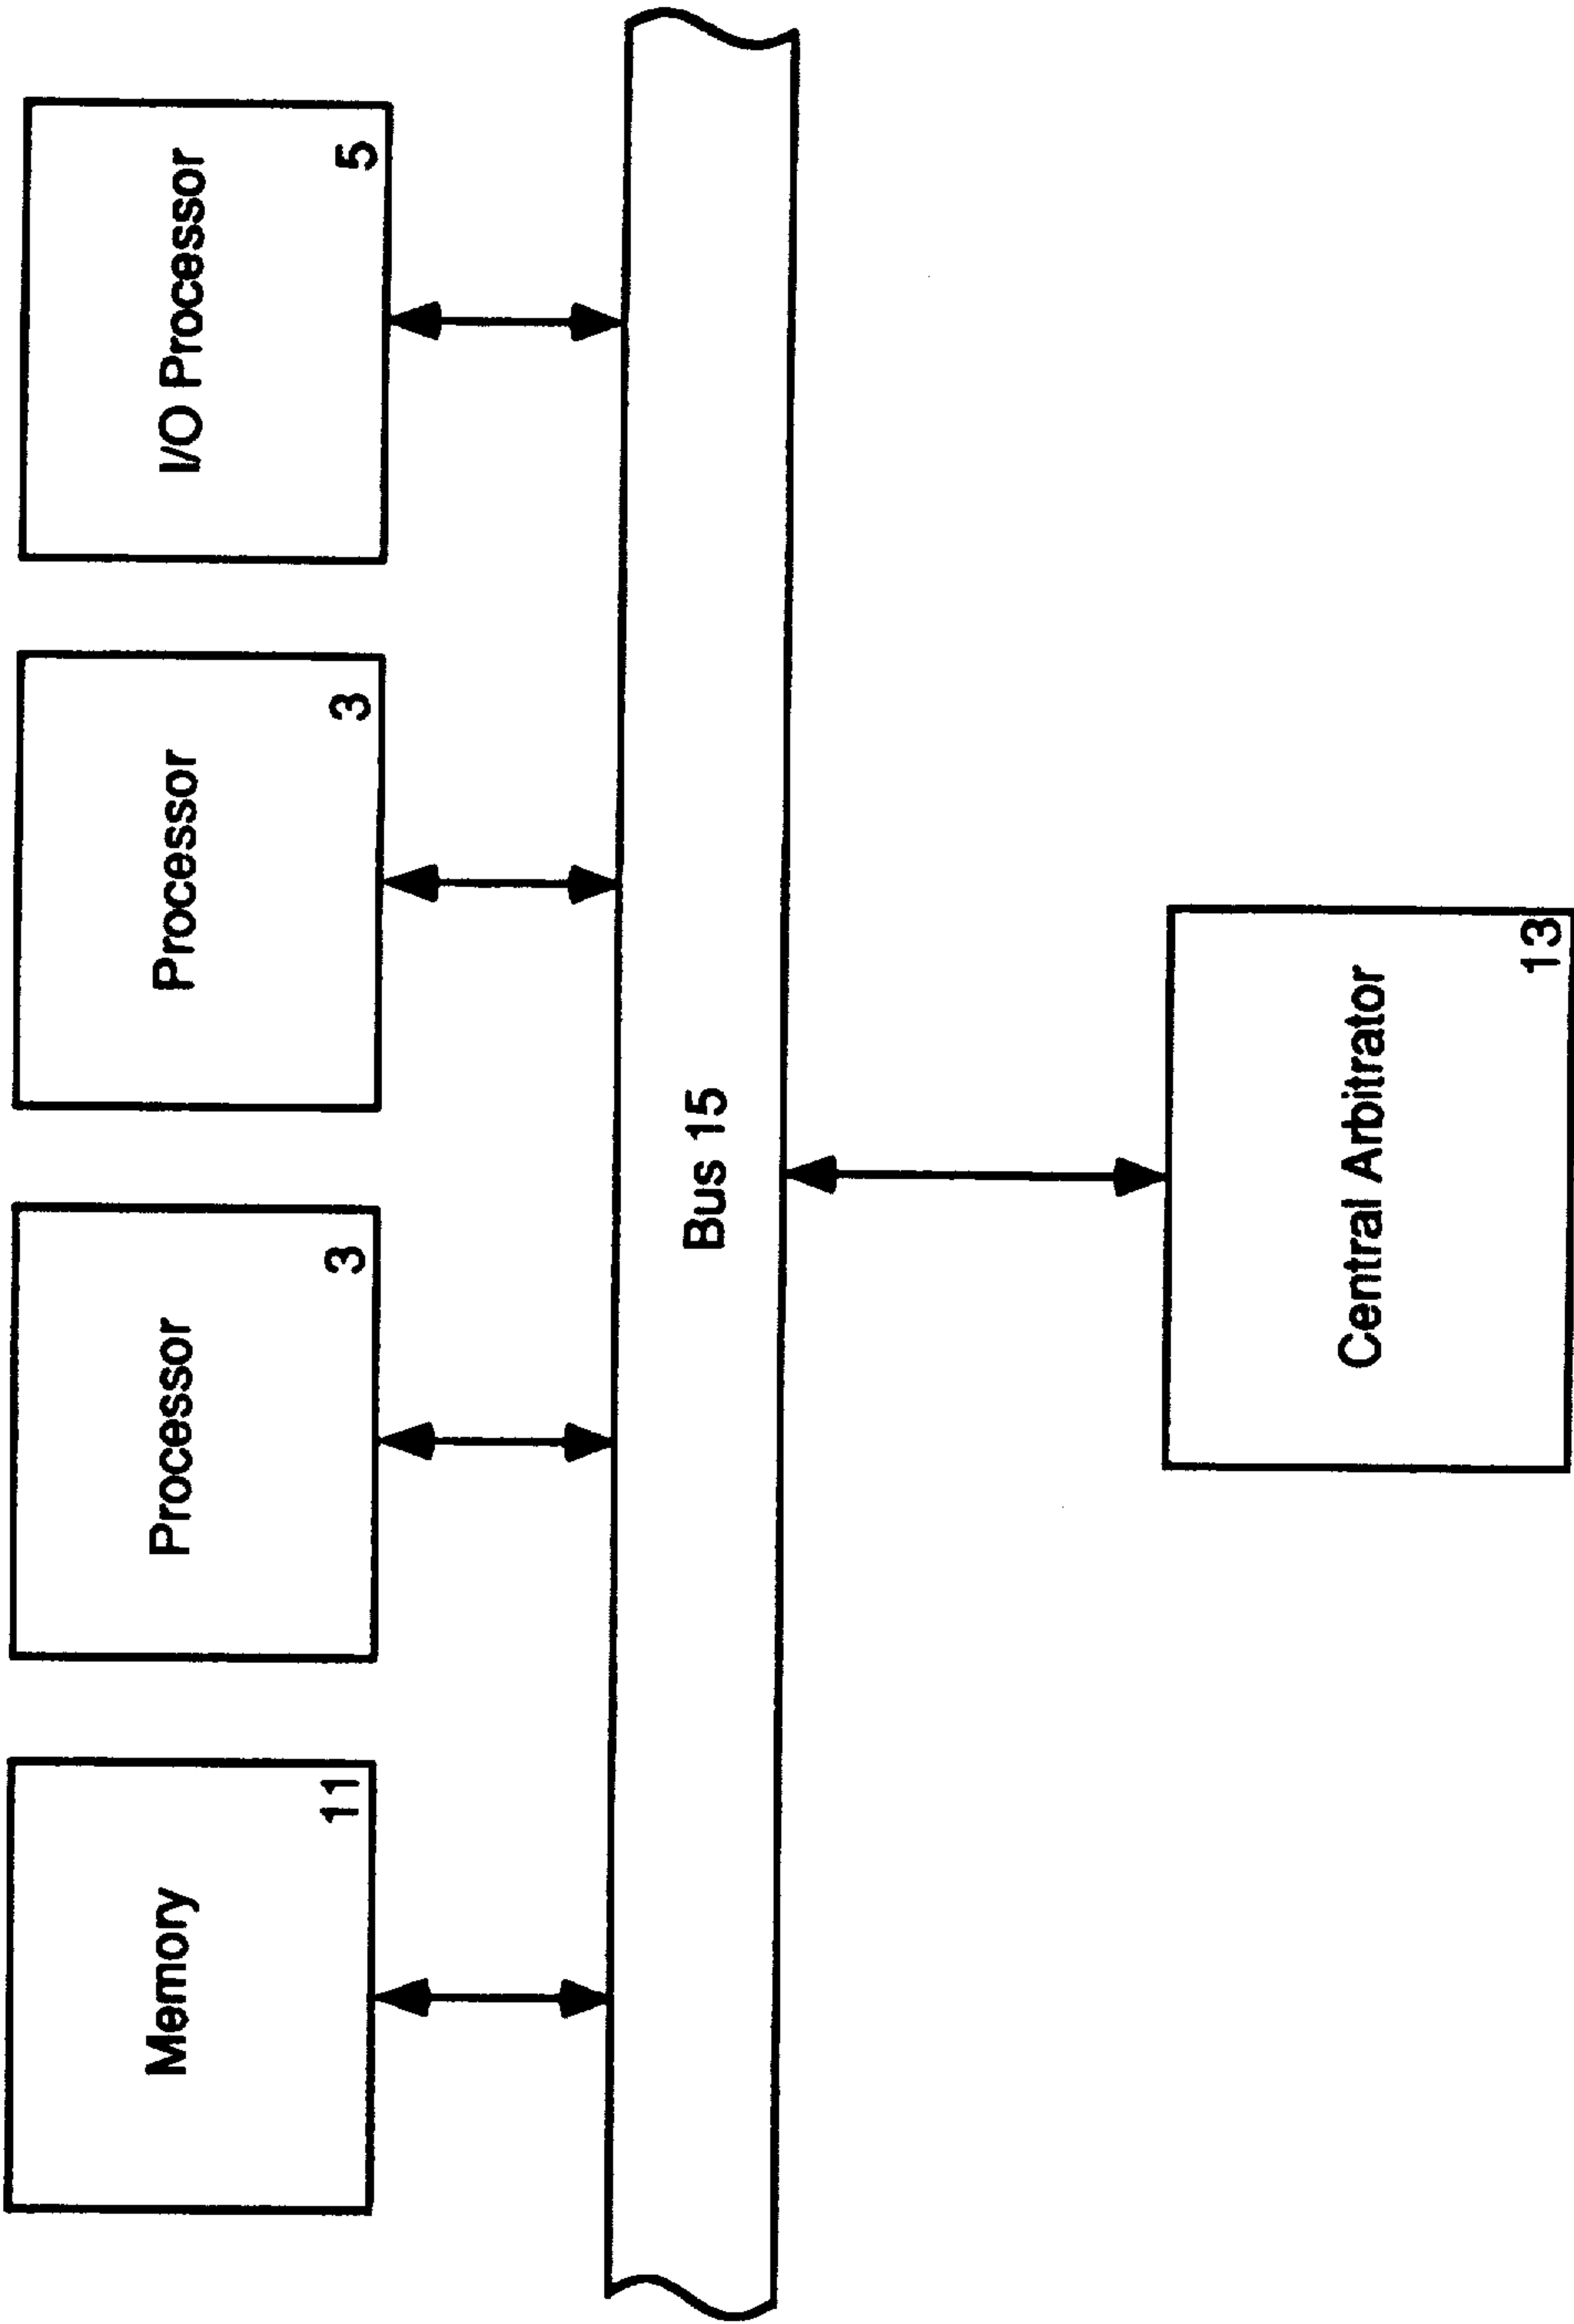 Memory
11
Processor
3
Processor
3
I/O Processor
5
Bus 15
Central Arbitrator
13